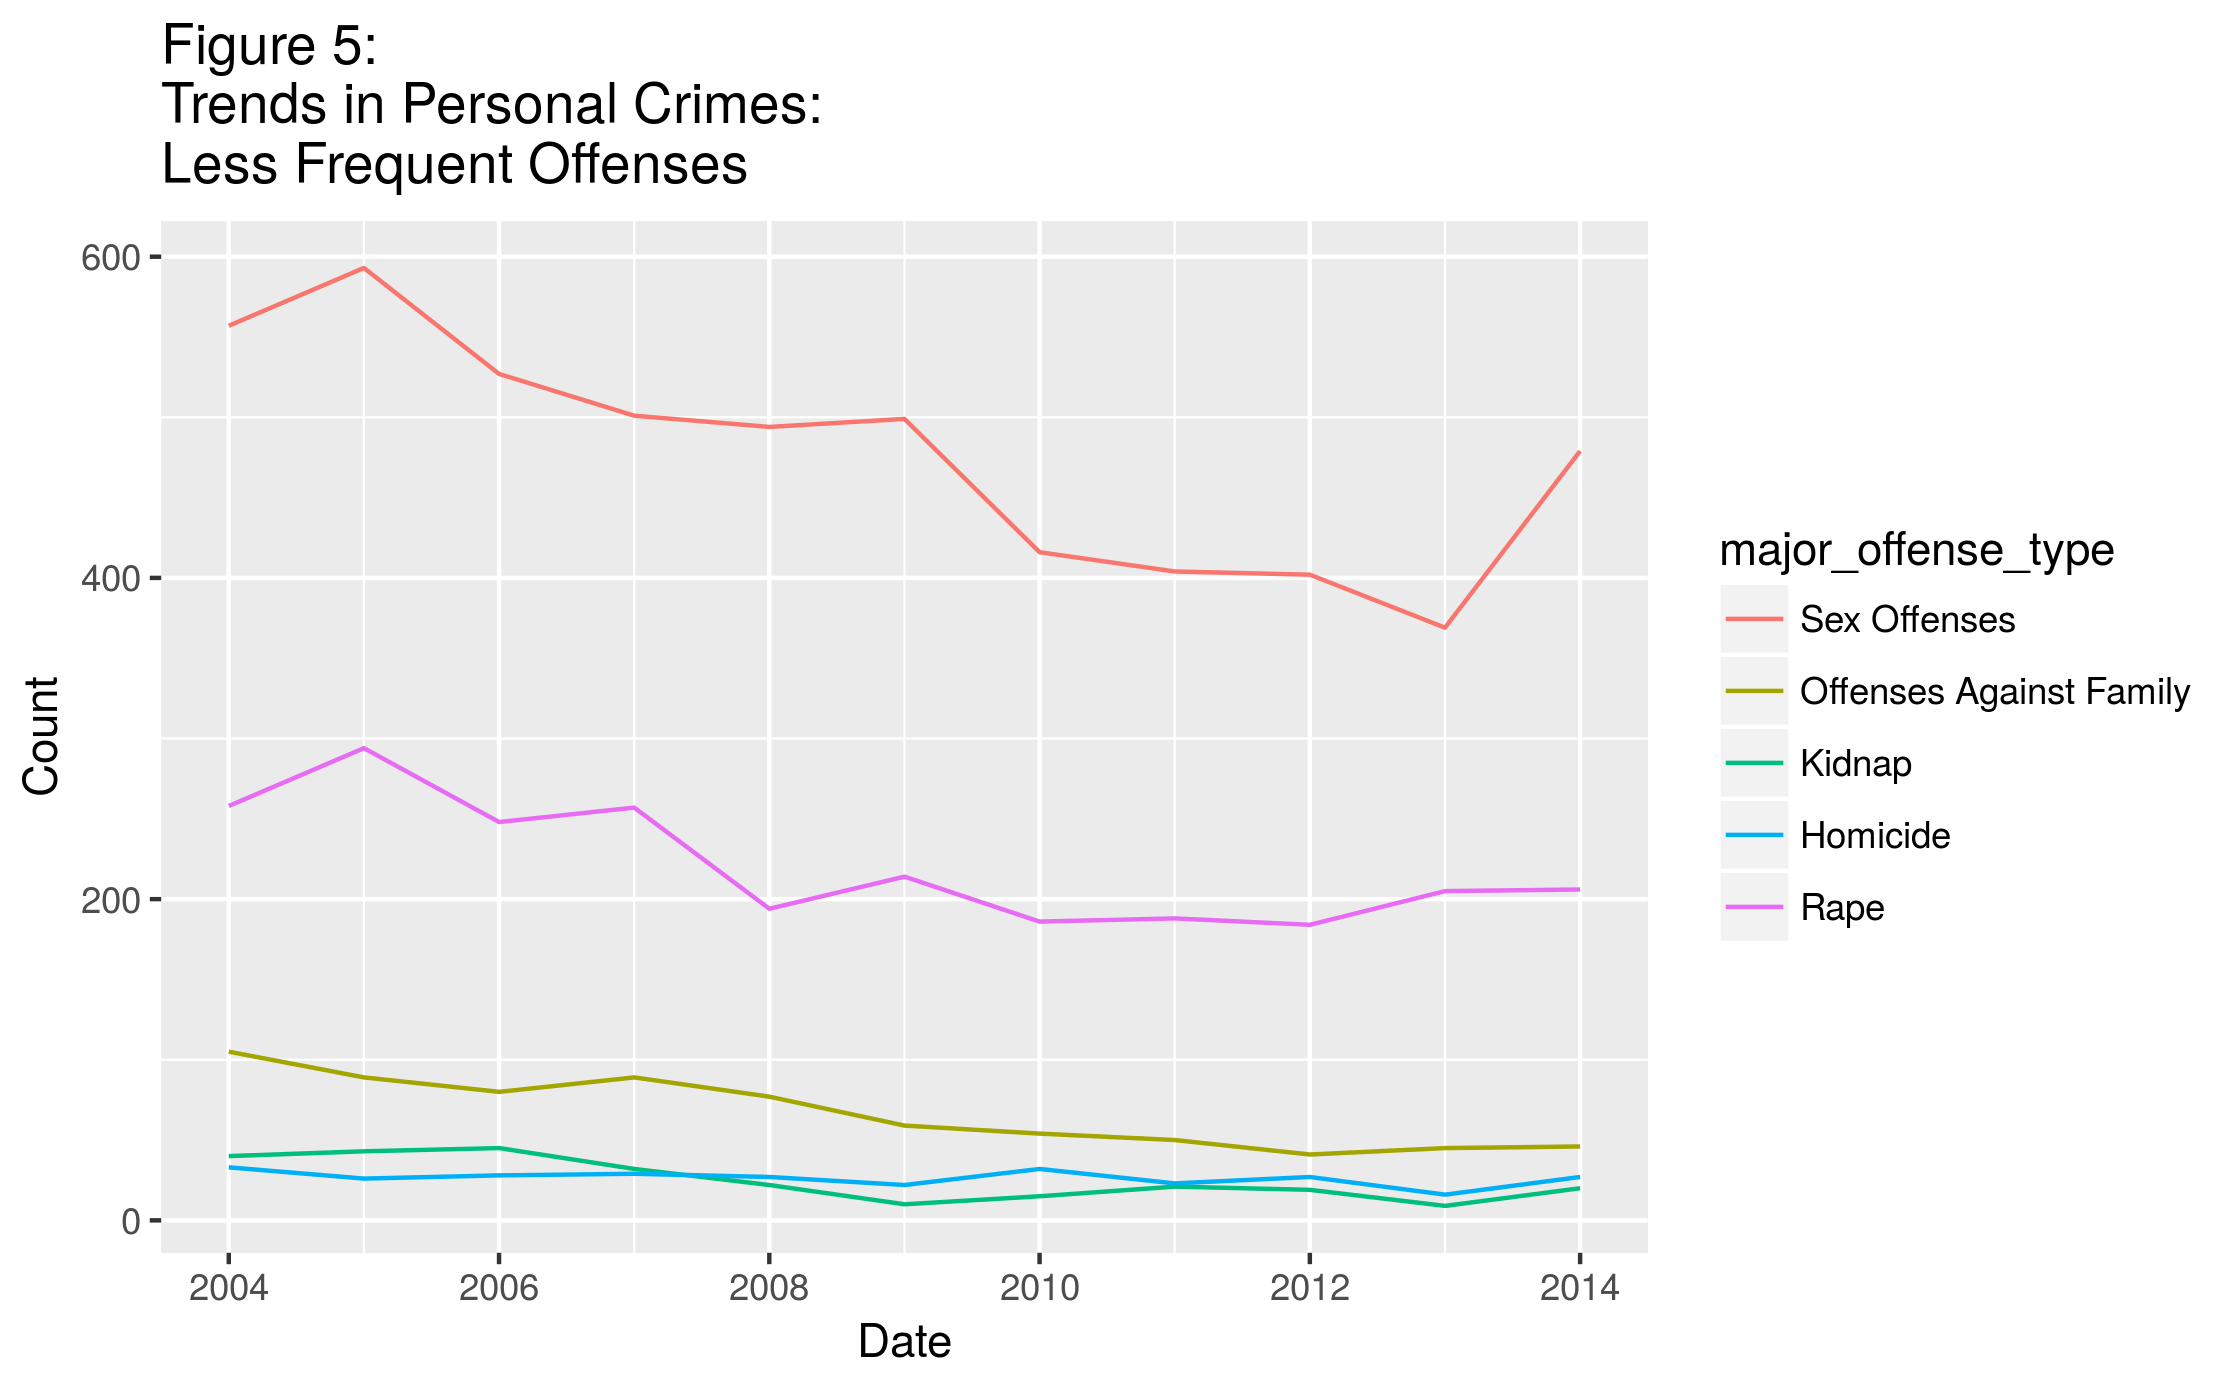 Figure 5:
Trends in Personal Crimes:
Less Frequent Offenses
600
400
200
0
Count
2004 2006 2008 2010 2012 2014
Date
major_offense_type
Sex Offenses
Offenses Against Family
Kidnap
Homicide
Rape